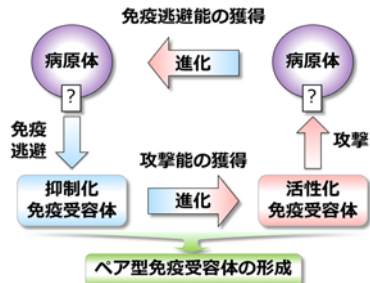 免疫逃避能の獲得
病原体
進化
病原体
?
?
免疫
逃避
攻撃能の獲得
攻撃
抑制化
免疫受容体
進化
活性化
免疫受容体
ペア型免疫受容体の形成